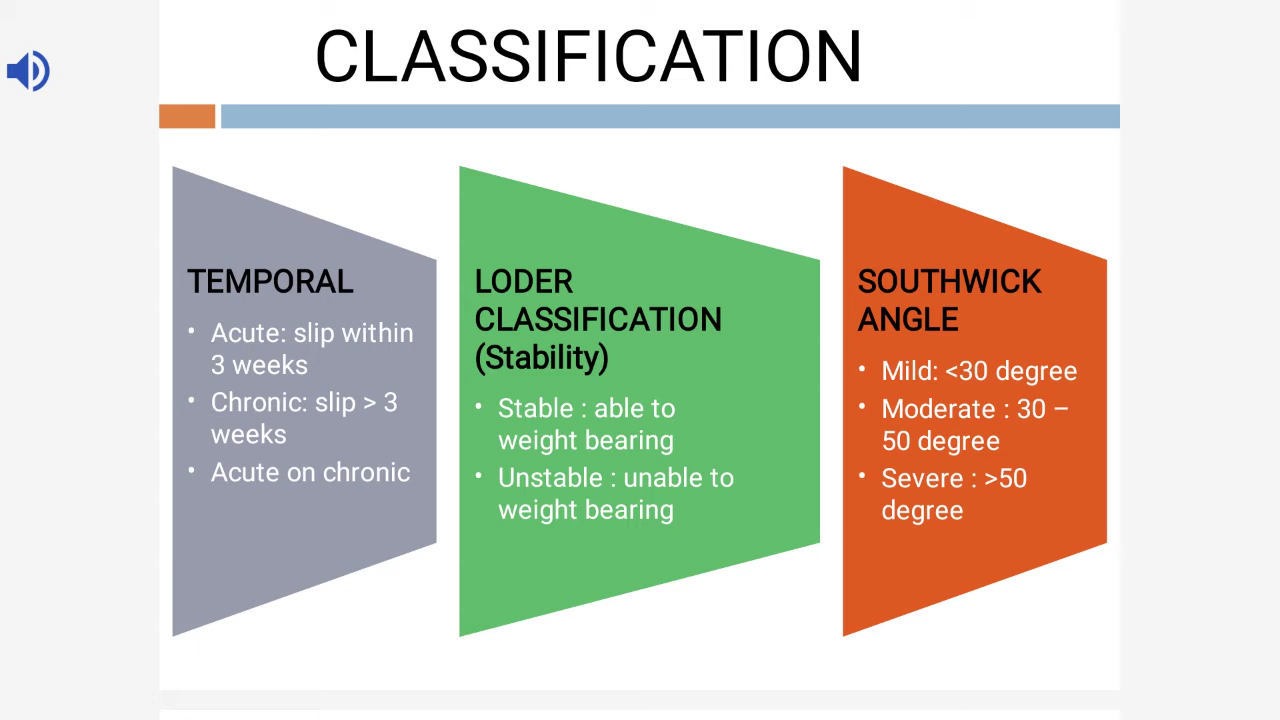 CLASSIFICATION
TEMPORAL
• Acute: slip within
3 weeks
• Chronic: slip > 3
weeks
• Acute on chronic
LODER
CLASSIFICATION
(Stability)
• Stable : able to
weight bearing
• Unstable : unable to
weight bearing
SOUTHWICK
ANGLE
• Mild: <30 degree
• Moderate : 30 –
50 degree
• Severe : >50
degree